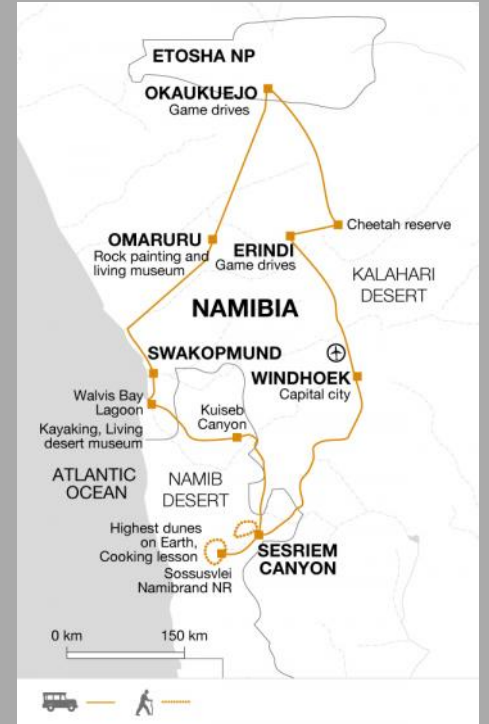 ETOSHA NP
OKAUKUEJO
Game drives
Cheetah reserve
OMARURU
Rock painting and
living museum
ERINDI
Game drives
KALAHARI
DESERT
NAMIBIA
SWAKOPMUND
WINDHOEK
Capital city
Walvis Bay
Lagoon
Kayaking, Living
desert museum
Kuiseb
Canyon
ATLANTIC
OCEAN
NAMIB
DESERT
Highest dunes
on Earth,
Cooking lesson
SESRIEM
CANYON
Sossusvlei
Namibrand NR
0 km 150 km